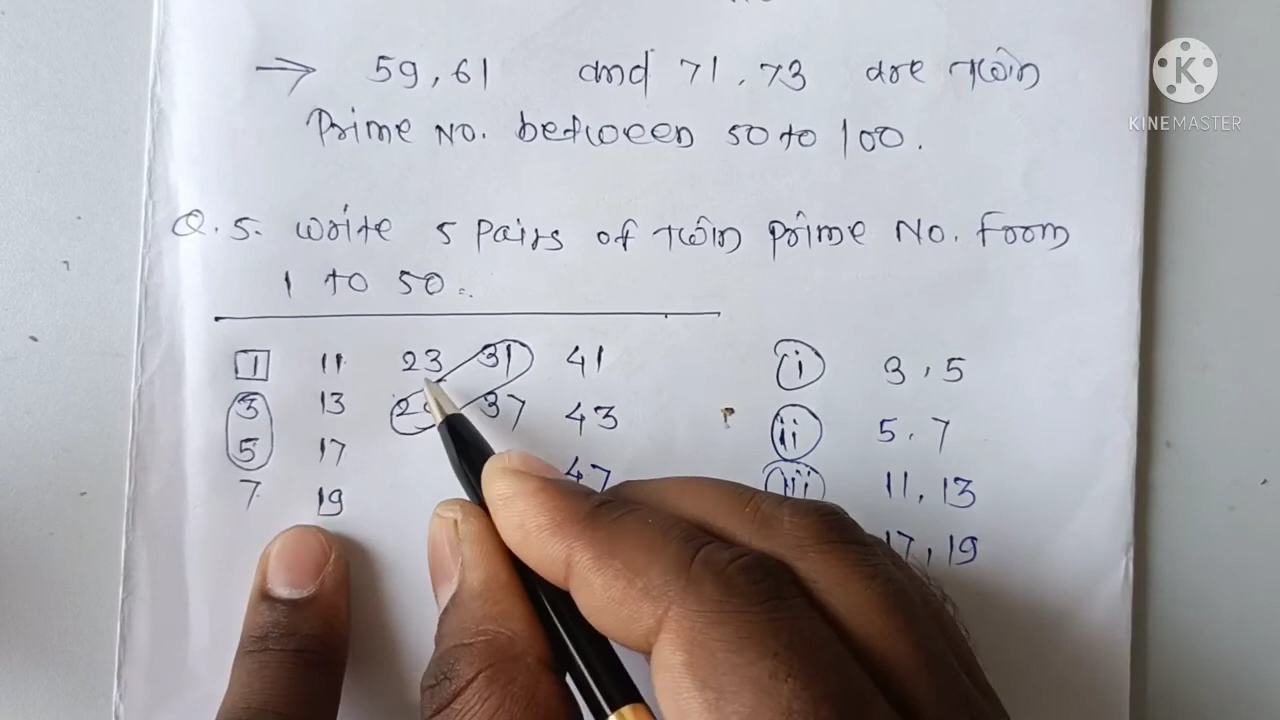 → 59, 61 and 71, 73 are twin
Prime No. between 50 to 100.
Q.5. Write 5 Pairs of twin prime No. from
1 to 50.
1 11 23 31 41
3 13 37 43
5 17 47
7 19
(i) 3, 5
(ii) 5, 7
(iii) 11, 13
17, 19
K
KINEMASTER